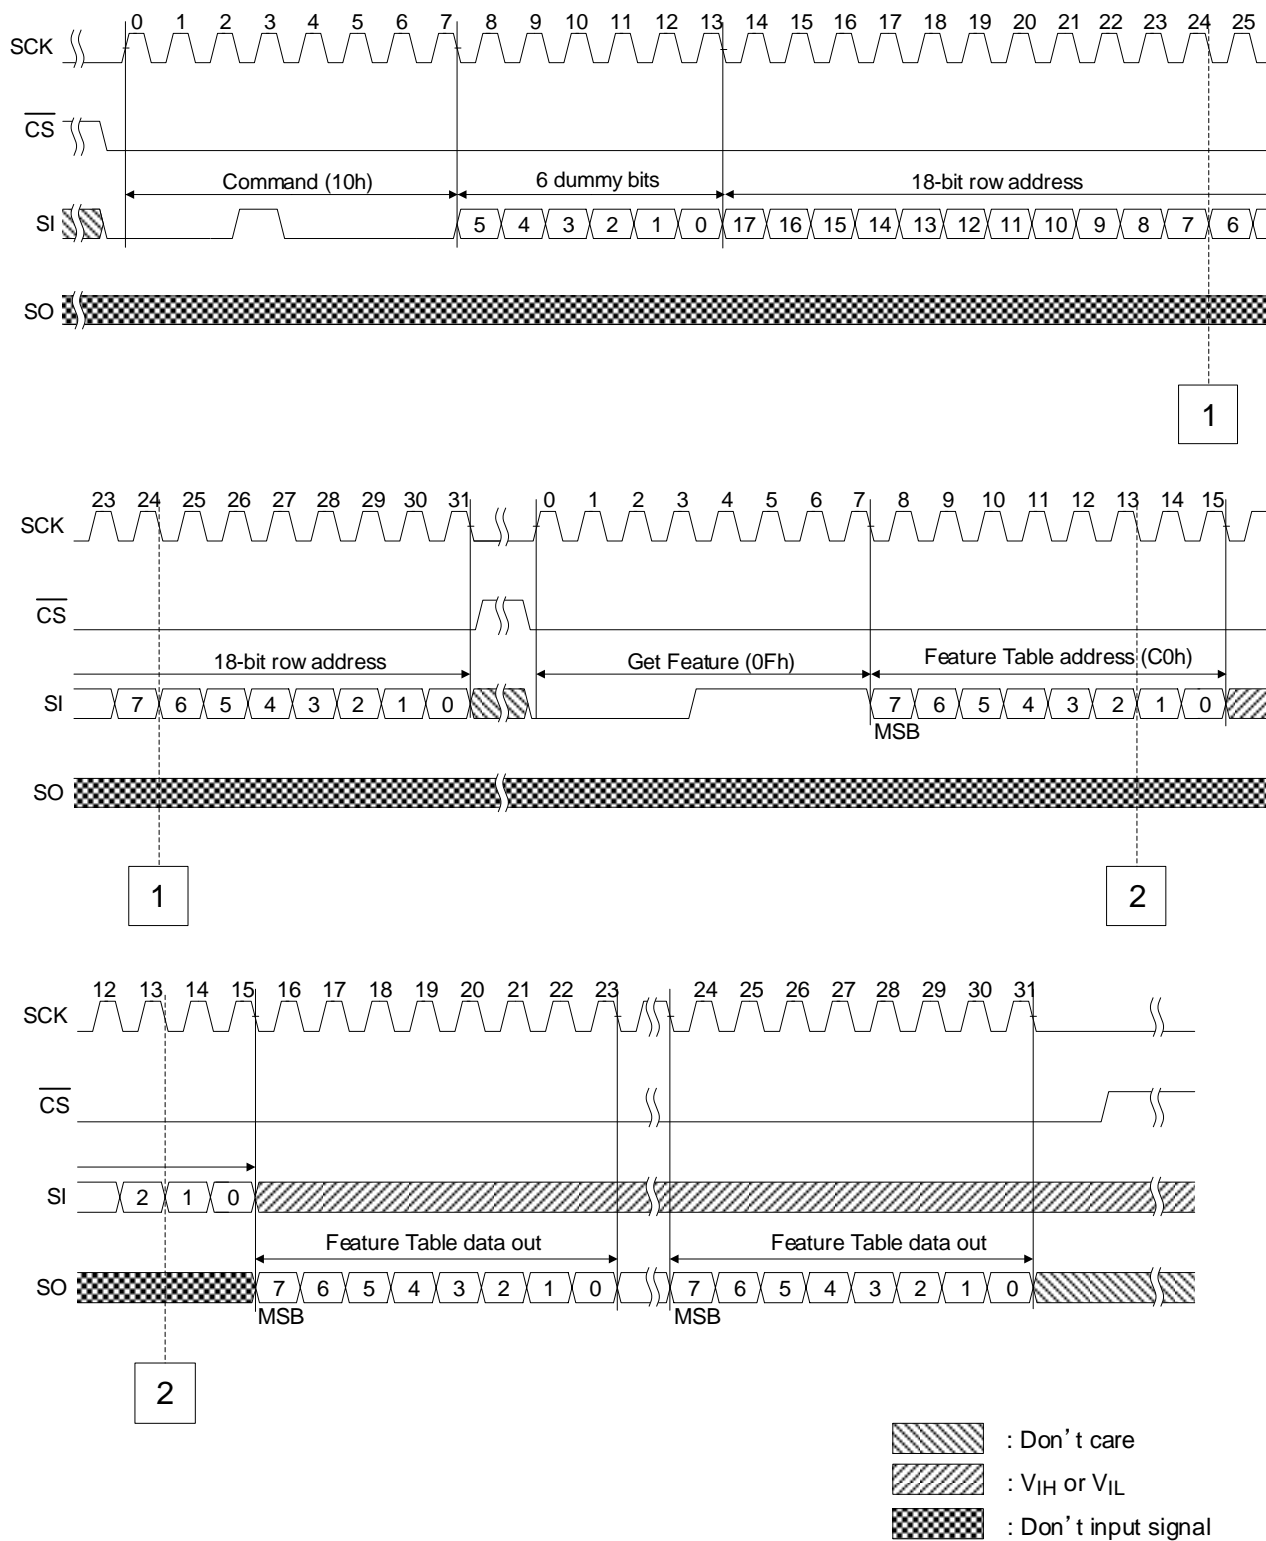 0 1 2 3 4 5 6 7 8 9 10 11 12 13 14 15 16 17 18 19 20 21 22 23 24 25
SCK
CS
Command (10h) 6 dummy bits 18-bit row address
SI 5 4 3 2 1 0 17 16 15 14 13 12 11 10 9 8 7 6
SO
1
23 24 25 26 27 28 29 30 31 0 1 2 3 4 5 6 7 8 9 10 11 12 13 14 15
SCK
CS
18-bit row address Get Feature (0Fh) Feature Table address (C0h)
SI 7 6 5 4 3 2 1 0 7 6 5 4 3 2 1 0
MSB
SO
1 2
12 13 14 15 16 17 18 19 20 21 22 23 24 25 26 27 28 29 30 31
SCK
CS
SI 2 1 0
Feature Table data out Feature Table data out
SO 7 6 5 4 3 2 1 0 7 6 5 4 3 2 1 0
MSB MSB
2
: Don't care
: VIH or VIL
: Don't input signal